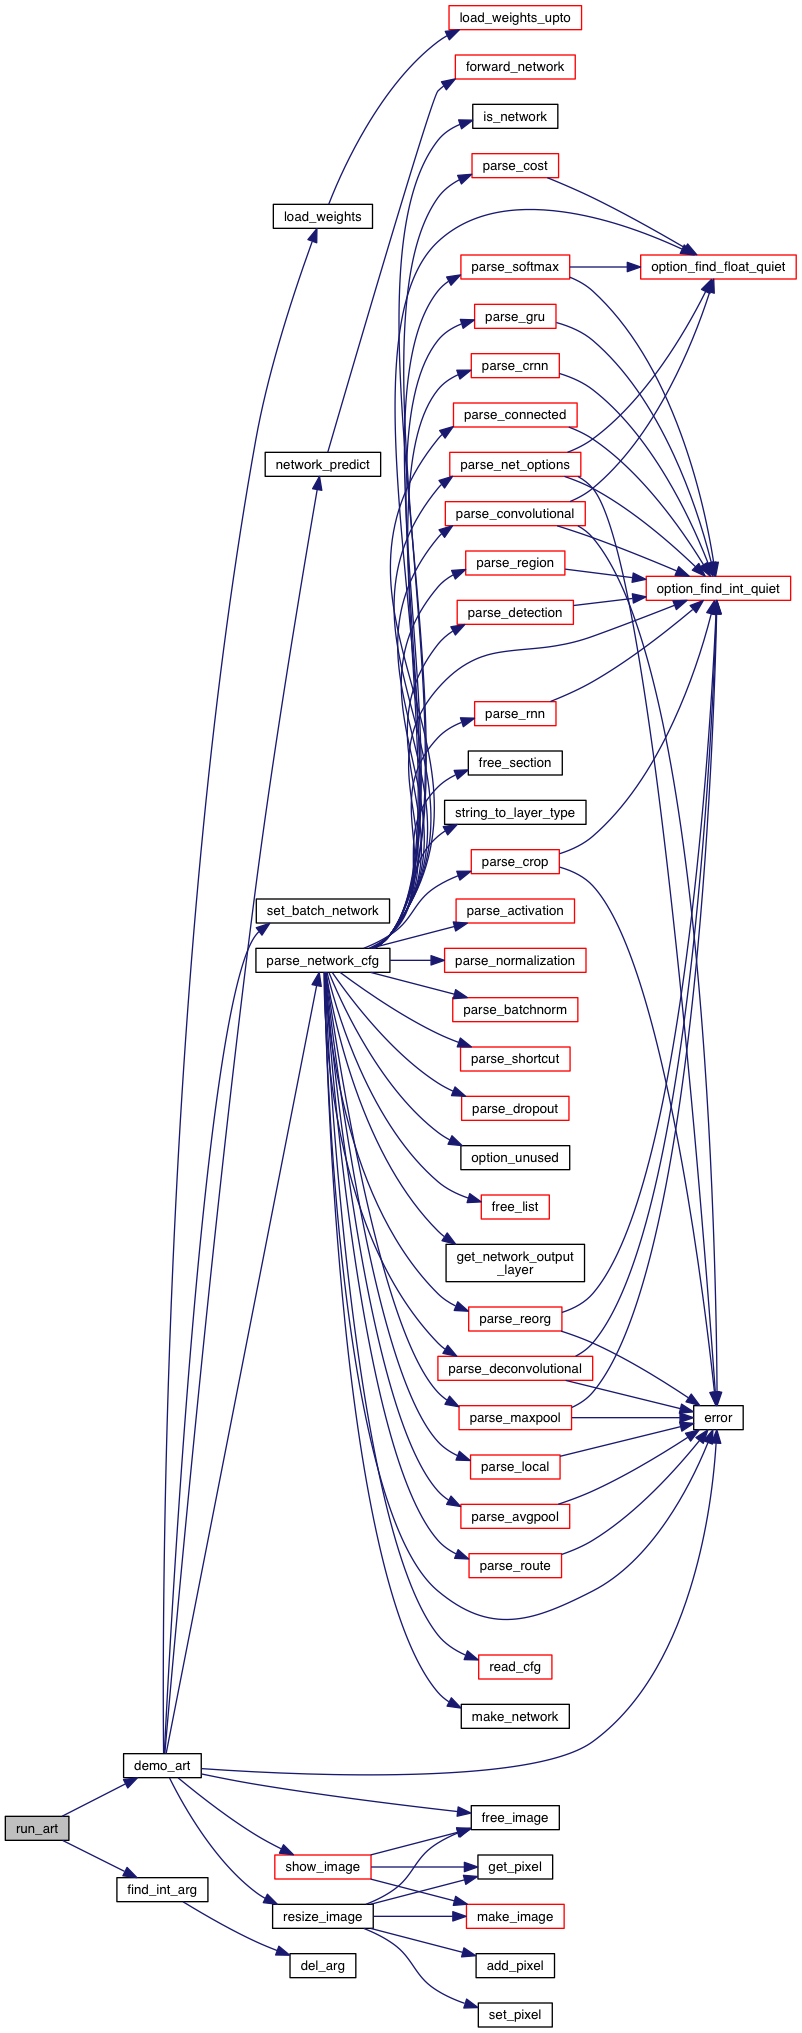 load_weights_upto
forward_network
is_network
parse_cost
load_weights
parse_softmax
option_find_float_quiet
parse_gru
parse_crnn
parse_connected
network_predict
parse_net_options
parse_convolutional
parse_region
option_find_int_quiet
parse_detection
parse_rnn
free_section
string_to_layer_type
parse_crop
set_batch_network
parse_activation
parse_network_cfg
parse_normalization
parse_batchnorm
parse_shortcut
parse_dropout
option_unused
free_list
get_network_output
_layer
parse_reorg
parse_deconvolutional
parse_maxpool
error
parse_local
parse_avgpool
parse_route
read_cfg
make_network
demo_art
free_image
run_art
show_image
get_pixel
find_int_arg
resize_image
make_image
del_arg
add_pixel
set_pixel